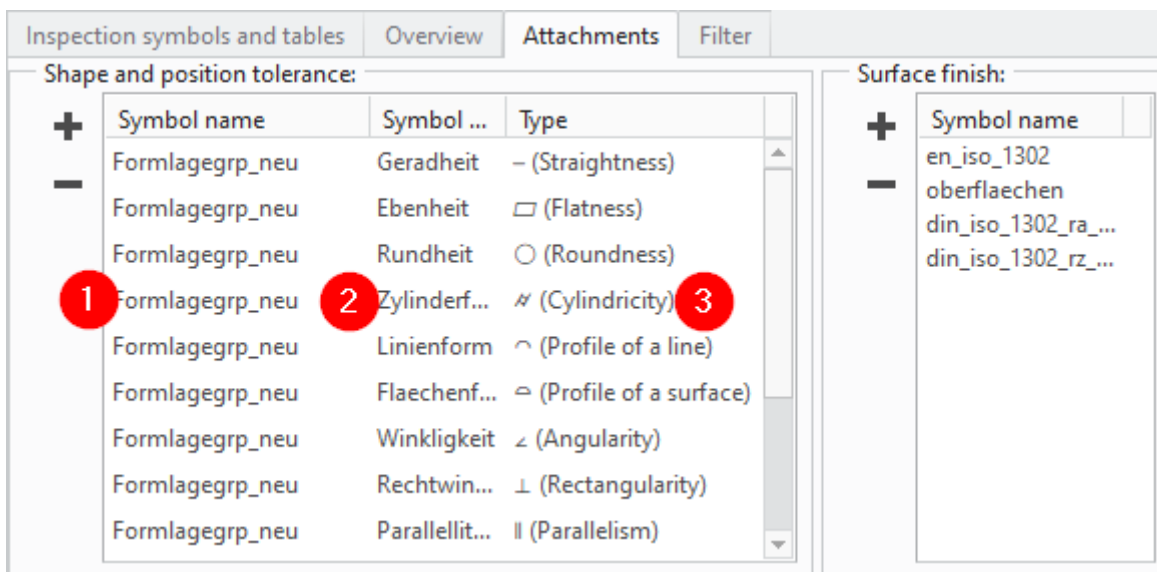 Inspection symbols and tables Overview Attachments Filter
Shape and position tolerance:
Symbol name Symbol ... Type
Formlagegrp_neu Geradheit – (Straightness)
Formlagegrp_neu Ebenheit ▱ (Flatness)
Formlagegrp_neu Rundheit ○ (Roundness)
1 Formlagegrp_neu 2 Zylinderf... ⌭ (Cylindricity) 3
Formlagegrp_neu Linienform ⌒ (Profile of a line)
Formlagegrp_neu Flaechenf... ⌓ (Profile of a surface)
Formlagegrp_neu Winkligkeit ∠ (Angularity)
Formlagegrp_neu Rechtwin... ⊥ (Rectangularity)
Formlagegrp_neu Parallellit... ∥ (Parallelism)
Surface finish:
Symbol name
en_iso_1302
oberflaechen
din_iso_1302_ra_...
din_iso_1302_rz_...